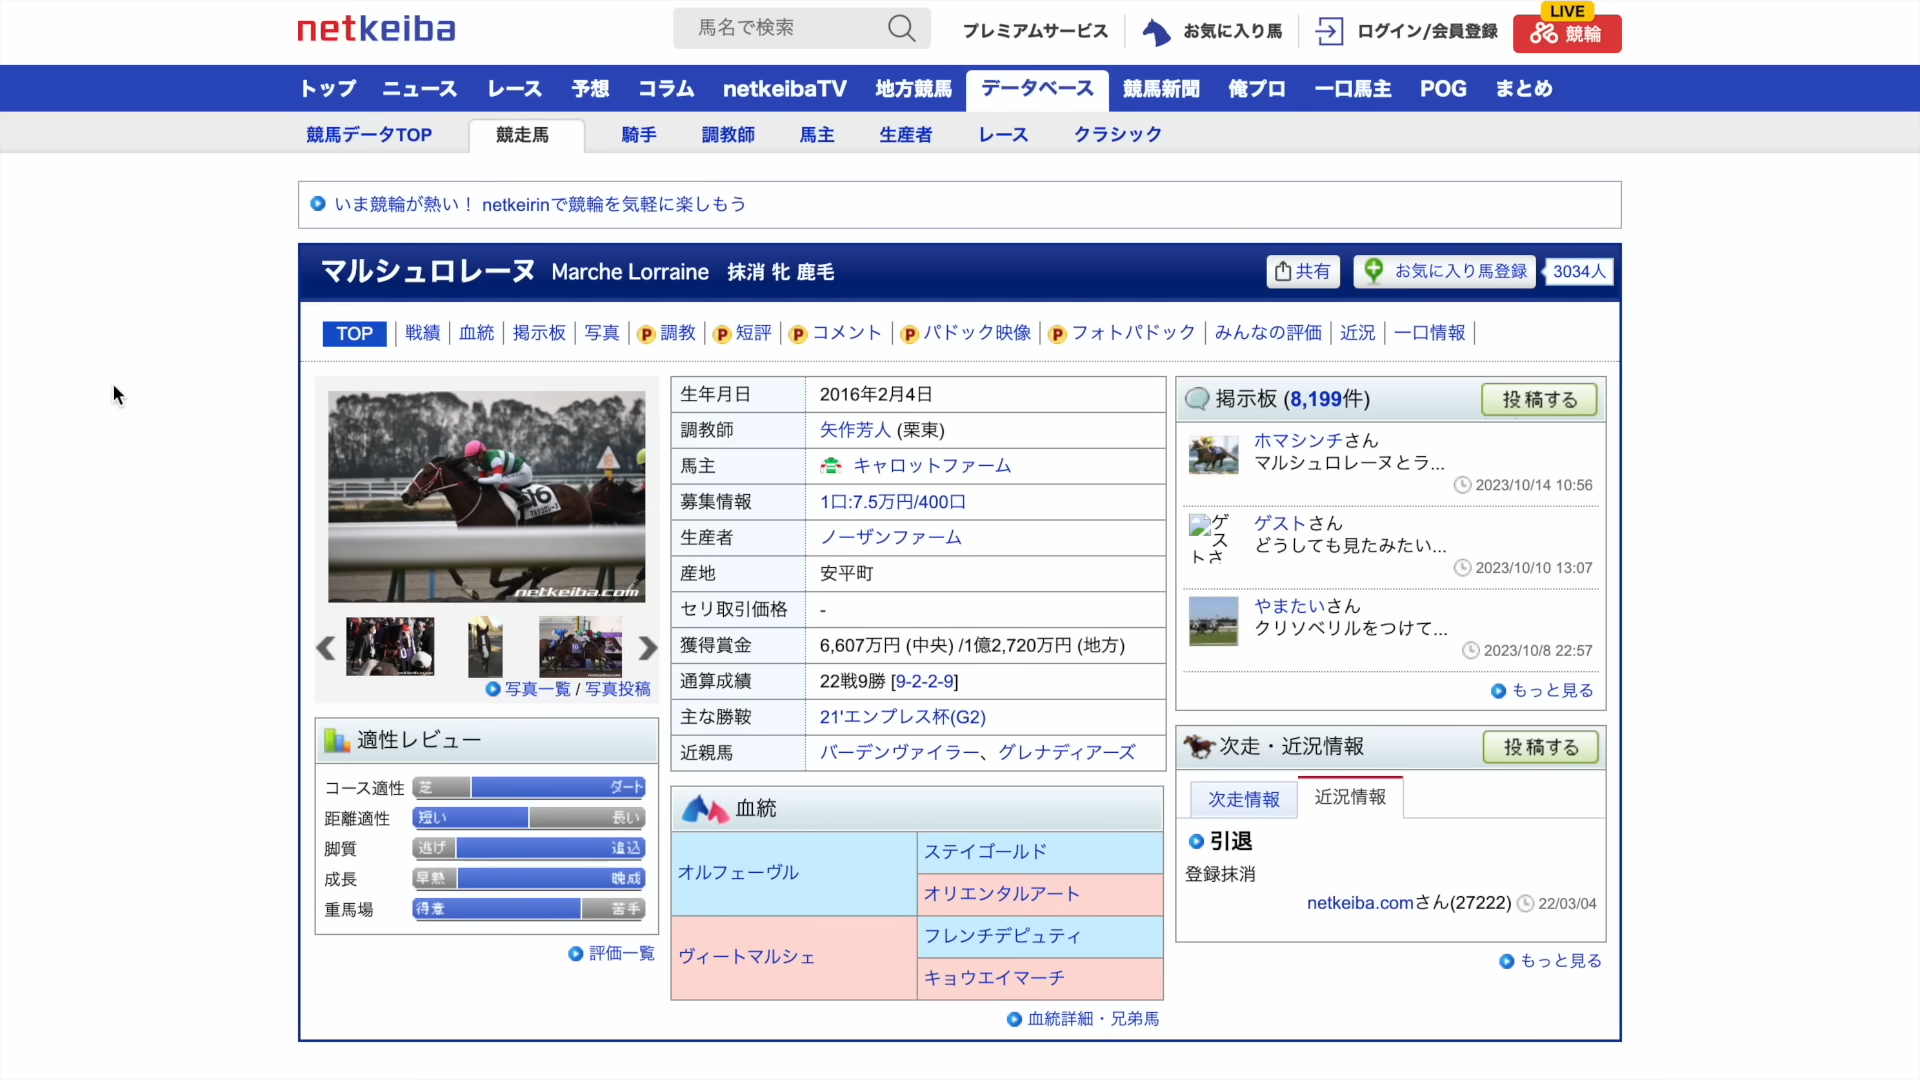 netkeiba
馬名で検索
プレミアムサービス
お気に入り馬
ログイン/会員登録
LIVE
競輪
トップ ニュース レース 予想 コラム netkeibaTV 地方競馬 データベース 競馬新聞 俺プロ 一口馬主 POG まとめ
競馬データTOP 競走馬 騎手 調教師 馬主 生産者 レース クラシック
いま競輪が熱い！ netkeirinで競輪を気軽に楽しもう
マルシュロレーヌ Marche Lorraine 抹消 牝 鹿毛
共有
お気に入り馬登録
3034人
TOP 戦績 血統 掲示板 写真 P 調教 P 短評 P コメント P パドック映像 P フォトパドック みんなの評価 近況 一口情報
16
マルシュロレーヌ
netkeiba.com
写真一覧 / 写真投稿
適性レビュー
コース適性 芝 ダート
距離適性 短い 長い
脚質 逃げ 追込
成長 早熟 晩成
重馬場 得意 苦手
評価一覧
生年月日 2016年2月4日
調教師 矢作芳人 (栗東)
馬主 キャロットファーム
募集情報 1口:7.5万円/400口
生産者 ノーザンファーム
産地 安平町
セリ取引価格 -
獲得賞金 6,607万円 (中央) /1億2,720万円 (地方)
通算成績 22戦9勝 [9-2-2-9]
主な勝鞍 21'エンプレス杯(G2)
近親馬 バーデンヴァイラー、グレナディアーズ
血統
オルフェーヴル
ステイゴールド
オリエンタルアート
ヴィートマルシェ
フレンチデピュティ
キョウエイマーチ
血統詳細・兄弟馬
掲示板 (8,199件)
投稿する
ホマシンチさん
マルシュロレーヌとラ...
2023/10/14 10:56
ゲストさ
ゲストさん
どうしても見たみたい...
2023/10/10 13:07
やまたいさん
クリソベリルをつけて...
2023/10/8 22:57
もっと見る
次走・近況情報
投稿する
次走情報 近況情報
引退
登録抹消
netkeiba.comさん(27222) 22/03/04
もっと見る